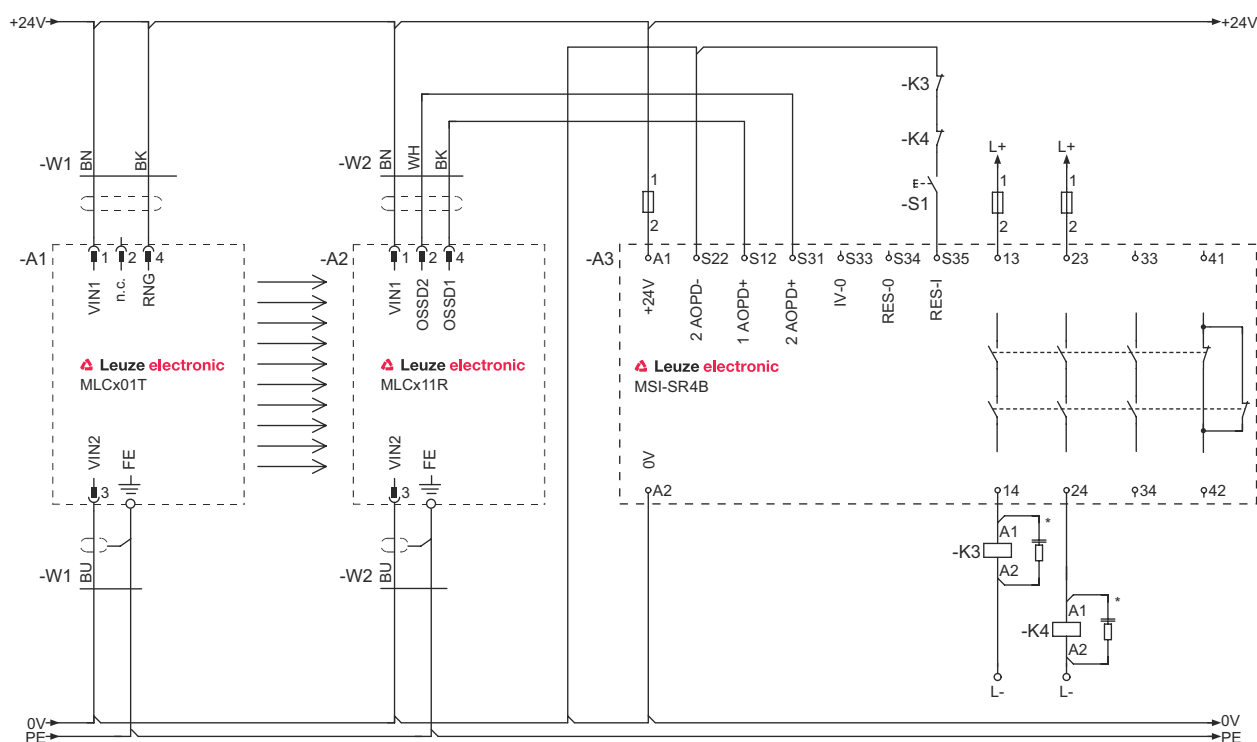 +24V
+24V
-K3
-K4
-S1
L+
L+
1
2
1
2
1
2
-W1
BN
BK
-W2
BN
WH
BK
-A1
1
2
4
VIN1
n.c.
RNG
-A2
1
2
4
VIN1
OSSD2
OSSD1
-A3
A1
S22
S12
S31
S33
S34
S35
13
23
33
41
+24V
2 AOPD-
1 AOPD+
2 AOPD+
IV-0
RES-0
RES-I
Leuze electronic
MLCx01T
Leuze electronic
MLCx11R
Leuze electronic
MSI-SR4B
VIN2
FE
3
VIN2
FE
3
0V
A2
14
24
34
42
-W1
BU
-W2
BU
-K3
A1
A2
*
-K4
A1
A2
*
L-
L-
0V
PE
0V
PE